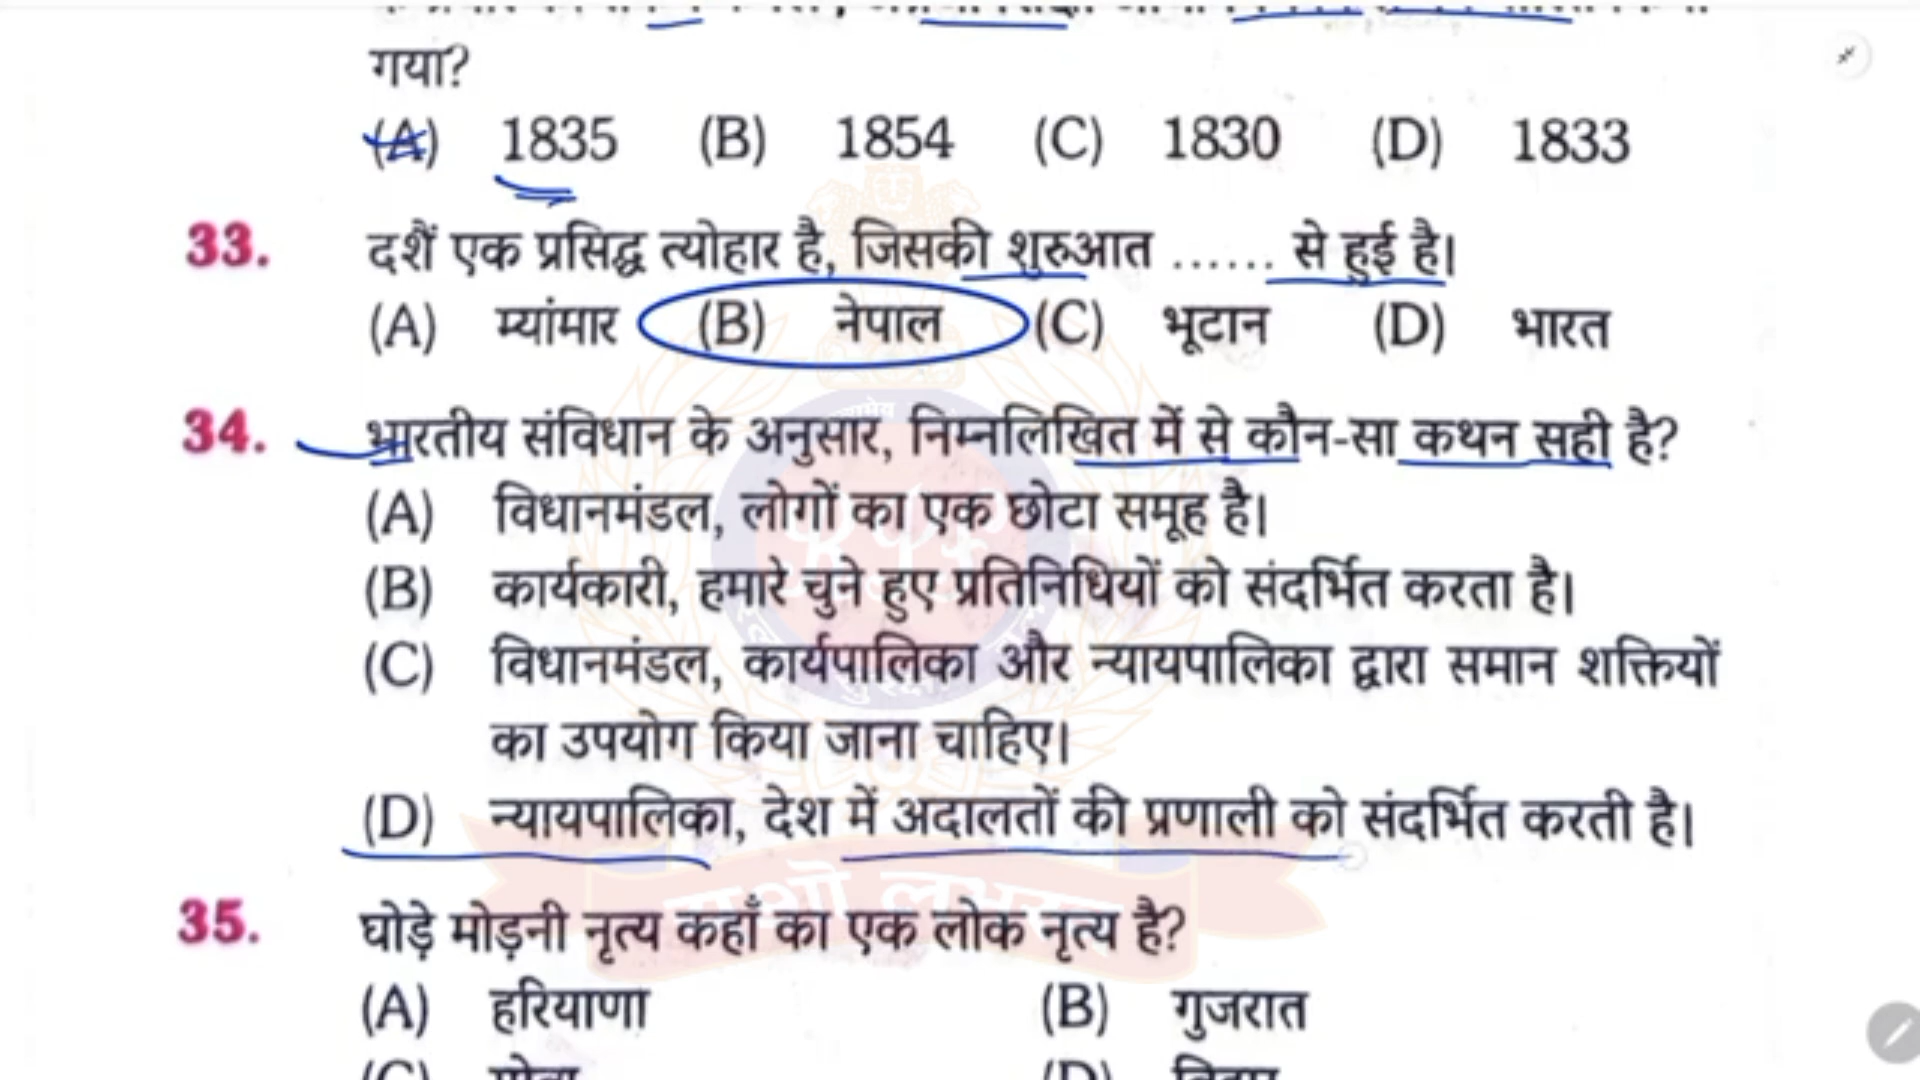 गया?
(A) 1835 (B) 1854 (C) 1830 (D) 1833
33. दशैं एक प्रसिद्ध त्योहार है, जिसकी शुरुआत ...... से हुई है।
(A) म्यांमार (B) नेपाल (C) भूटान (D) भारत
34. भारतीय संविधान के अनुसार, निम्नलिखित में से कौन-सा कथन सही है?
(A) विधानमंडल, लोगों का एक छोटा समूह है।
(B) कार्यकारी, हमारे चुने हुए प्रतिनिधियों को संदर्भित करता है।
(C) विधानमंडल, कार्यपालिका और न्यायपालिका द्वारा समान शक्तियों
का उपयोग किया जाना चाहिए।
(D) न्यायपालिका, देश में अदालतों की प्रणाली को संदर्भित करती है।
35. घोड़े मोड़नी नृत्य कहाँ का एक लोक नृत्य है?
(A) हरियाणा (B) गुजरात
(C) (D)